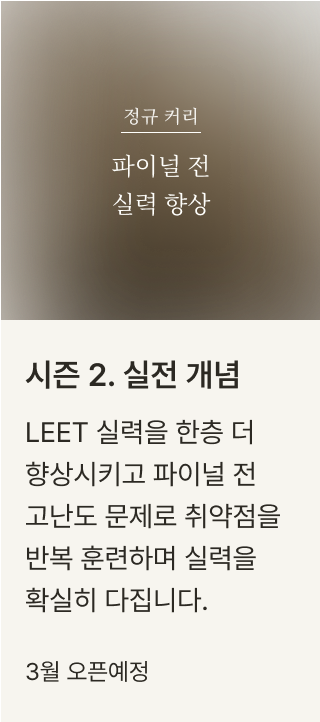 정규 커리
파이널 전
실력 향상
시즌 2. 실전 개념
LEET 실력을 한층 더
향상시키고 파이널 전
고난도 문제로 취약점을
반복 훈련하며 실력을
확실히 다집니다.
3월 오픈예정